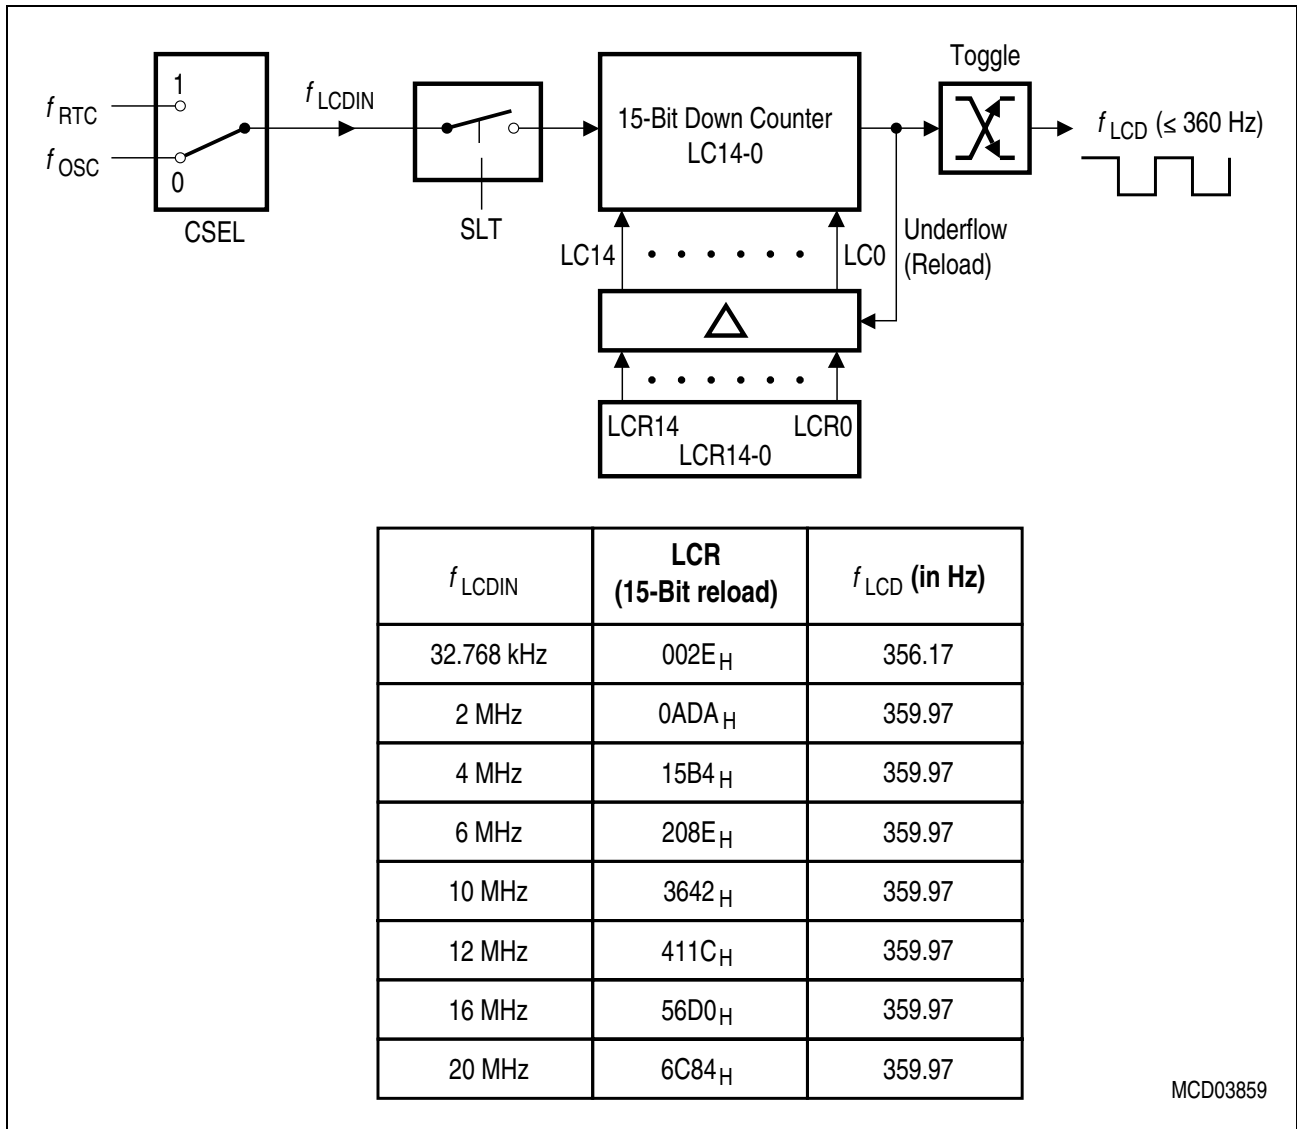 Toggle
1
f RTC
f LCDIN
15-Bit Down Counter
LC14-0
f LCD (≤ 360 Hz)
f OSC
0
CSEL
SLT
LC14
LC0
Underflow
(Reload)
LCR14
LCR0
LCR14-0
f LCDIN
LCR
(15-Bit reload)
f LCD (in Hz)
32.768 kHz 002E H 356.17
2 MHz 0ADA H 359.97
4 MHz 15B4 H 359.97
6 MHz 208E H 359.97
10 MHz 3642 H 359.97
12 MHz 411C H 359.97
16 MHz 56D0 H 359.97
20 MHz 6C84 H 359.97
MCD03859